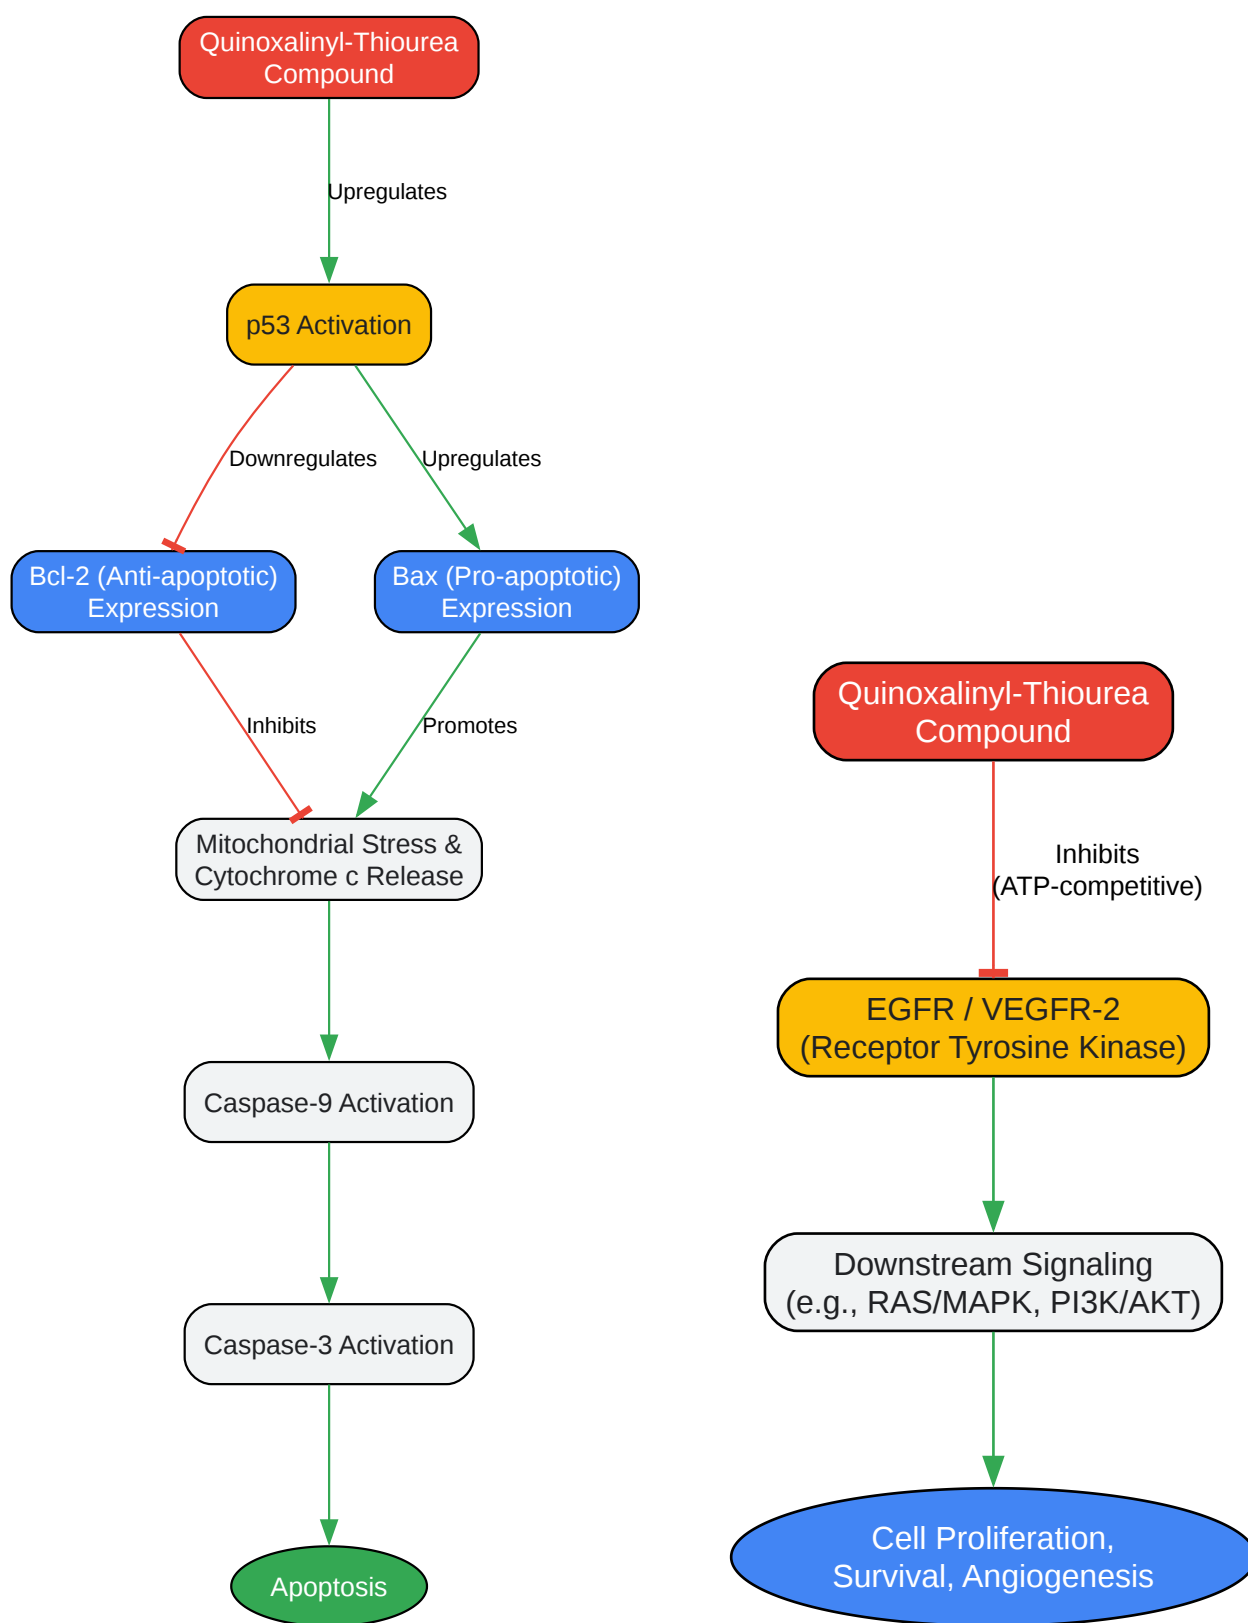 Quinoxalinyl-Thiourea
Compound
Upregulates
p53 Activation
Downregulates
Upregulates
Bcl-2 (Anti-apoptotic)
Expression
Bax (Pro-apoptotic)
Expression
Inhibits
Promotes
Mitochondrial Stress &
Cytochrome c Release
Caspase-9 Activation
Caspase-3 Activation
Apoptosis
Quinoxalinyl-Thiourea
Compound
Inhibits
(ATP-competitive)
EGFR / VEGFR-2
(Receptor Tyrosine Kinase)
Downstream Signaling
(e.g., RAS/MAPK, PI3K/AKT)
Cell Proliferation,
Survival, Angiogenesis